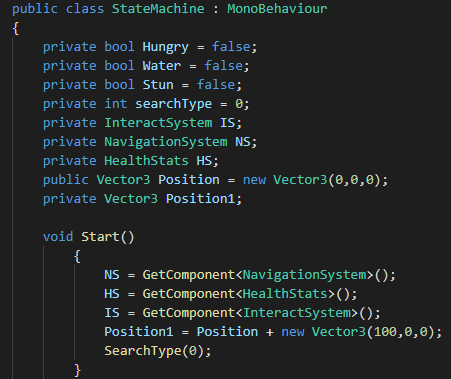 public class StateMachine : MonoBehaviour
{
    private bool Hungry = false;
    private bool Water = false;
    private bool Stun = false;
    private int searchType = 0;
    private InteractSystem IS;
    private NavigationSystem NS;
    private HealthStats HS;
    public Vector3 Position = new Vector3(0,0,0);
    private Vector3 Position1;

    void Start()
        {
            NS = GetComponent<NavigationSystem>();
            HS = GetComponent<HealthStats>();
            IS = GetComponent<InteractSystem>();
            Position1 = Position + new Vector3(100,0,0);
            SearchType(0);
        }